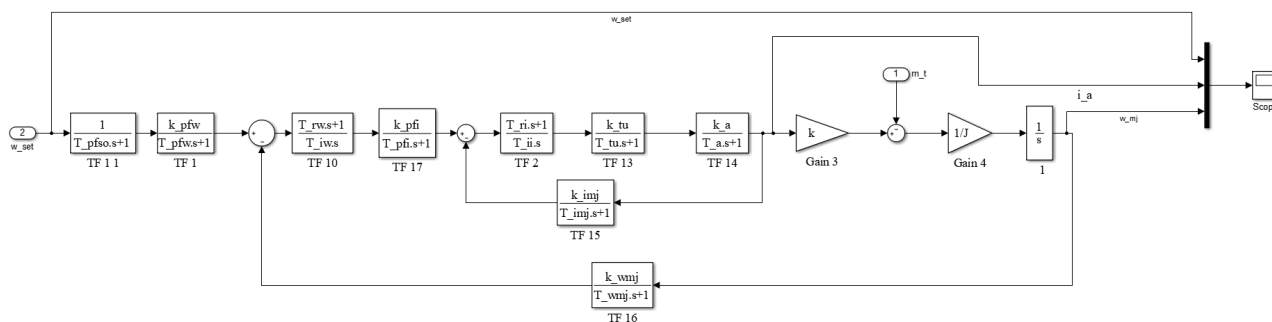 w_set
2
w_set
1
T_pfso.s+1
TF 1 1
k_pfw
T_pfw.s+1
TF 1
+
−
T_rw.s+1
T_iw.s
TF 10
k_pfi
T_pfi.s+1
TF 17
+
−
T_ri.s+1
T_ii.s
TF 2
k_tu
T_tu.s+1
TF 13
k_a
T_a.s+1
TF 14
k
Gain 3
1
m_t
+
−
1/J
Gain 4
1
s
1
i_a
w_mj
Scop
k_imj
T_imj.s+1
TF 15
k_wmj
T_wmj.s+1
TF 16